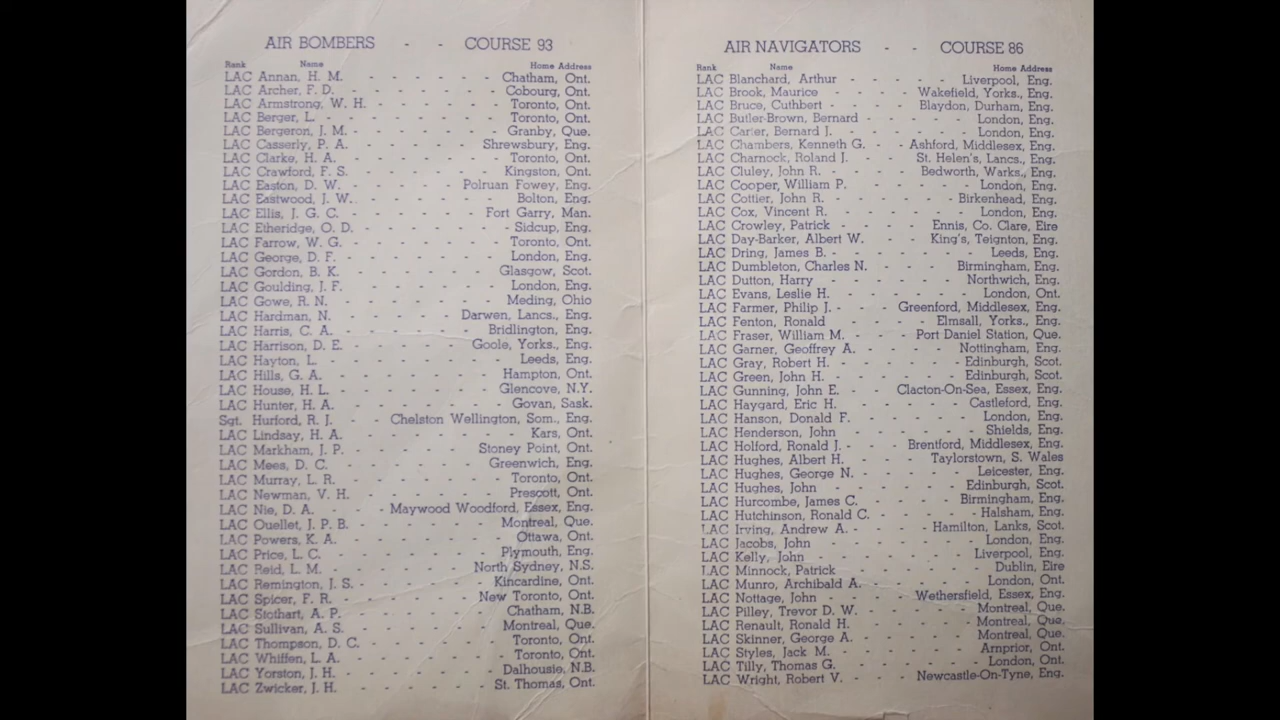 AIR BOMBERS - - COURSE 93
Rank Name Home Address
LAC Annan, H. M. - - - - - - Chatham, Ont.
LAC Archer, F. D. - - - - - - Cobourg, Ont.
LAC Armstrong, W. H. - - - - - - Toronto, Ont.
LAC Berger, L. - - - - - - - Toronto, Ont.
LAC Bergeron, J. M. - - - - - - Granby, Que.
LAC Casserly, P. A. - - - - - Shrewsbury, Eng.
LAC Clarke, H. A. - - - - - - Toronto, Ont.
LAC Crawford, F. S. - - - - - - Kingston, Ont.
LAC Easton, D. W. - - - - - Polruan Fowey, Eng.
LAC Eastwood, J. W. - - - - - - Bolton, Eng.
LAC Ellis, J. G. C. - - - - - - Fort Garry, Man.
LAC Etheridge, O. D. - - - - - - Sidcup, Eng.
LAC Farrow, W. G. - - - - - - Toronto, Ont.
LAC George, D. F. - - - - - - London, Eng.
LAC Gordon, B. K. - - - - - - Glasgow, Scot.
LAC Goulding, J. F. - - - - - - London, Eng.
LAC Gowe, R. N. - - - - - - Meding, Ohio
LAC Hardman, N. - - - - - Darwen, Lancs., Eng.
LAC Harris, C. A. - - - - - - Bridlington, Eng.
LAC Harrison, D. E. - - - - - Goole, Yorks., Eng.
LAC Hayton, L. - - - - - - - Leeds, Eng.
LAC Hills, G. A. - - - - - - Hampton, Ont.
LAC House, H. L. - - - - - - Glencove, N.Y.
LAC Hunter, H. A. - - - - - - Govan, Sask.
Sgt. Hurford, R. J. - - Chelston Wellington, Som., Eng.
LAC Lindsay, H. A. - - - - - - Kars, Ont.
LAC Markham, J. P. - - - - - Stoney Point, Ont.
LAC Mees, D. C. - - - - - - Greenwich, Eng.
LAC Murray, L. R. - - - - - - Toronto, Ont.
LAC Newman, V. H. - - - - - - Prescott, Ont.
LAC Nie, D. A. - - - Maywood Woodford, Essex, Eng.
LAC Ouellet, J. P. B. - - - - - - Montreal, Que.
LAC Powers, K. A. - - - - - - Ottawa, Ont.
LAC Price, L. C. - - - - - - Plymouth, Eng.
LAC Reid, L. M. - - - - - - North Sydney, N.S.
LAC Remington, J. S. - - - - - Kincardine, Ont.
LAC Spicer, F. R. - - - - - - New Toronto, Ont.
LAC Stothart, A. P. - - - - - - Chatham, N.B.
LAC Sullivan, A. S. - - - - - - Montreal, Que.
LAC Thompson, D. C. - - - - - - Toronto, Ont.
LAC Whiffen, L. A. - - - - - - Toronto, Ont.
LAC Yorston, J. H. - - - - - - Dalhousie, N.B.
LAC Zwicker, J. H. - - - - - - St. Thomas, Ont.
AIR NAVIGATORS - - COURSE 86
Rank Name Home Address
LAC Blanchard, Arthur - - - - - Liverpool, Eng.
LAC Brook, Maurice - - - - Wakefield, Yorks., Eng.
LAC Bruce, Cuthbert - - - - Blaydon, Durham, Eng.
LAC Butler-Brown, Bernard - - - - - London, Eng.
LAC Carter, Bernard J. - - - - - - London, Eng.
LAC Chambers, Kenneth G. - - Ashford, Middlesex, Eng.
LAC Charnock, Roland J. - - - St. Helen's, Lancs., Eng.
LAC Cluley, John R. - - - - Bedworth, Warks., Eng.
LAC Cooper, William P. - - - - - London, Eng.
LAC Cottier, John R. - - - - - Birkenhead, Eng.
LAC Cox, Vincent R. - - - - - - London, Eng.
LAC Crowley, Patrick - - - - Ennis, Co. Clare, Eire
LAC Day-Barker, Albert W. - - - King's, Teignton, Eng.
LAC Dring, James B. - - - - - - Leeds, Eng.
LAC Dumbleton, Charles N. - - - - Birmingham, Eng.
LAC Dutton, Harry - - - - - Northwich, Eng.
LAC Evans, Leslie H. - - - - - - London, Ont.
LAC Farmer, Philip J. - - - Greenford, Middlesex, Eng.
LAC Fenton, Ronald - - - - Elmsall, Yorks., Eng.
LAC Fraser, William M. - - - Port Daniel Station, Que.
LAC Garner, Geoffrey A. - - - - Nottingham, Eng.
LAC Gray, Robert H. - - - - - Edinburgh, Scot.
LAC Green, John H. - - - - - Edinburgh, Scot.
LAC Gunning, John E. - - - Clacton-On-Sea, Essex, Eng.
LAC Haygard, Eric H. - - - - - Castleford, Eng.
LAC Hanson, Donald F. - - - - - London, Eng.
LAC Henderson, John - - - - - Shields, Eng.
LAC Holford, Ronald J. - - - Brentford, Middlesex, Eng.
LAC Hughes, Albert H. - - - Taylorstown, S. Wales
LAC Hughes, George N. - - - - - Leicester, Eng.
LAC Hughes, John - - - - - - Edinburgh, Scot.
LAC Hurcombe, James C. - - - - Birmingham, Eng.
LAC Hutchinson, Ronald C. - - - - Halsham, Eng.
LAC Irving, Andrew A. - - - - Hamilton, Lanks, Scot.
LAC Jacobs, John - - - - - - London, Eng.
LAC Kelly, John - - - - - - Liverpool, Eng.
LAC Minnock, Patrick - - - - - - Dublin, Eire
LAC Munro, Archibald A. - - - - - London, Ont.
LAC Nottage, John - - - - Wethersfield, Essex, Eng.
LAC Pilley, Trevor D. W. - - - - - Montreal, Que.
LAC Renault, Ronald H. - - - - - Montreal, Que.
LAC Skinner, George A. - - - - - Montreal, Que.
LAC Styles, Jack M. - - - - - - Arnprior, Ont.
LAC Tilly, Thomas G. - - - - - - London, Ont.
LAC Wright, Robert V. - - - - Newcastle-On-Tyne, Eng.